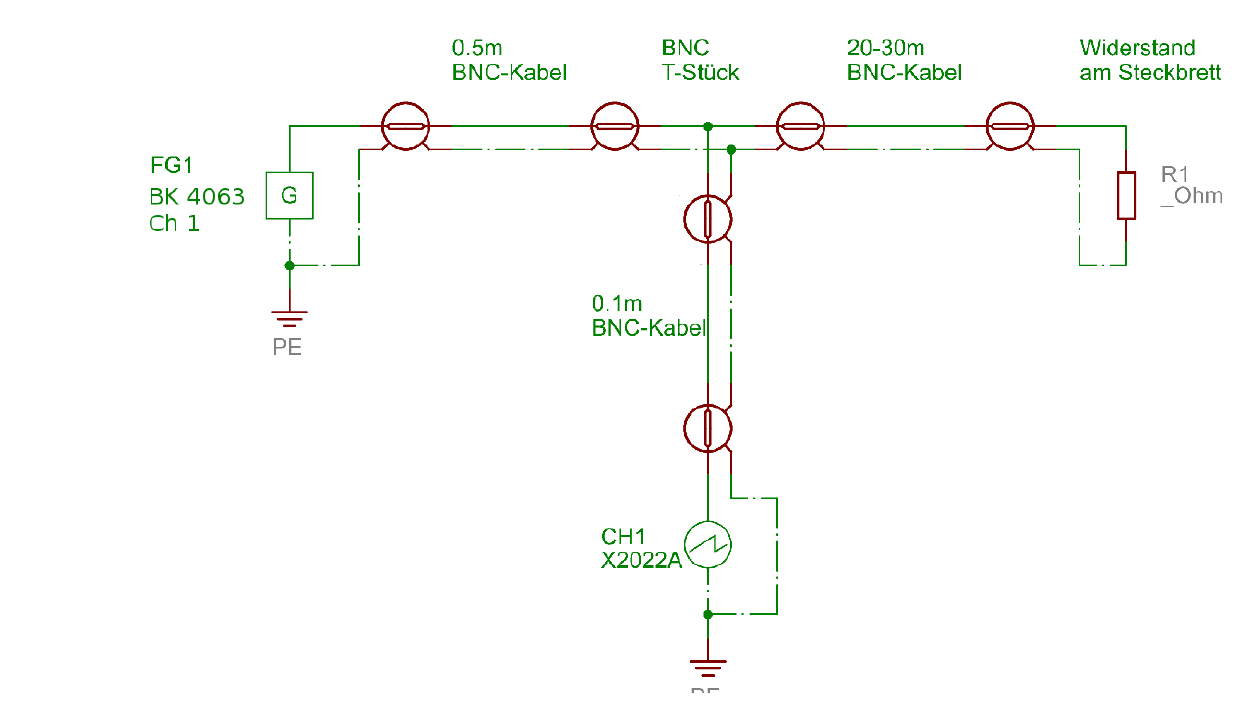 0.5m
BNC-Kabel
BNC
T-Stück
20-30m
BNC-Kabel
Widerstand
am Steckbrett
FG1
BK 4063
Ch 1
G
R1
_Ohm
PE
0.1m
BNC-Kabel
CH1
X2022A